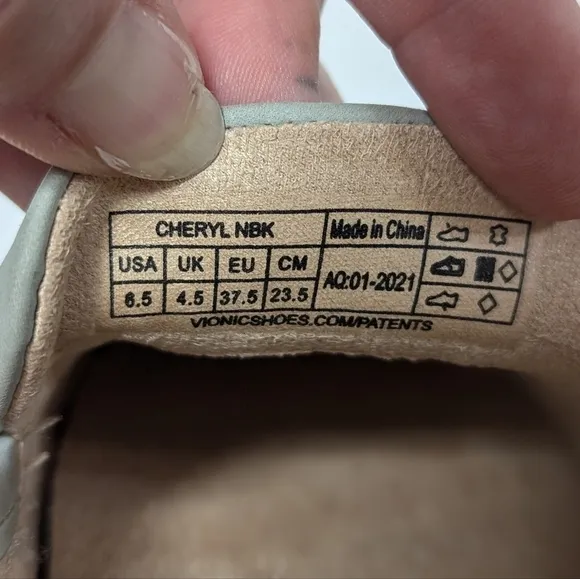 CHERYL NBK Made in China
USA UK EU CM
AQ:01-2021
6.5 4.5 37.5 23.5
VIONICSHOES.COM/PATENTS